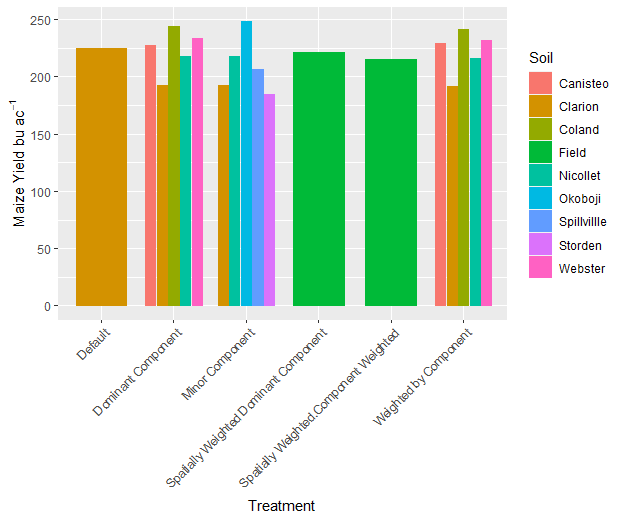 Maize Yield bu ac⁻¹
250
200
150
100
50
0
Default
Dominant Component
Minor Component
Spatially Weighted Dominant Component
Spatially Weighted.Component Weighted
Weighted by Component
Treatment
Soil
Canisteo
Clarion
Coland
Field
Nicollet
Okoboji
Spillvillle
Storden
Webster